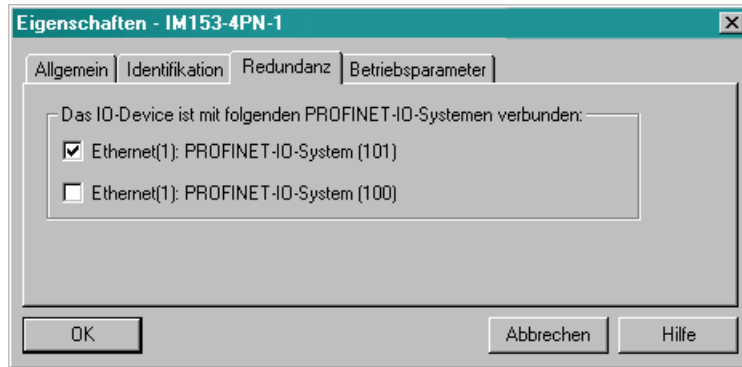 Eigenschaften - IM153-4PN-1
Allgemein Identifikation Redundanz Betriebsparameter
Das IO-Device ist mit folgenden PROFINET-IO-Systemen verbunden:
Ethernet(1): PROFINET-IO-System (101)
Ethernet(1): PROFINET-IO-System (100)
OK Abbrechen Hilfe